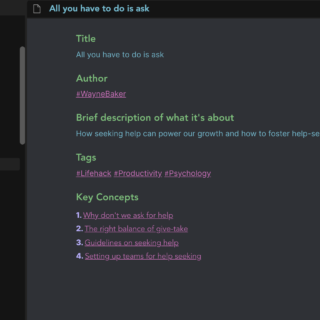 All you have to do is ask
Title
All you have to do is ask
Author
#WayneBaker
Brief description of what it's about
How seeking help can power our growth and how to foster help-se
Tags
#Lifehack #Productivity #Psychology
Key Concepts
1. Why don't we ask for help
2. The right balance of give-take
3. Guidelines on seeking help
4. Setting up teams for help seeking